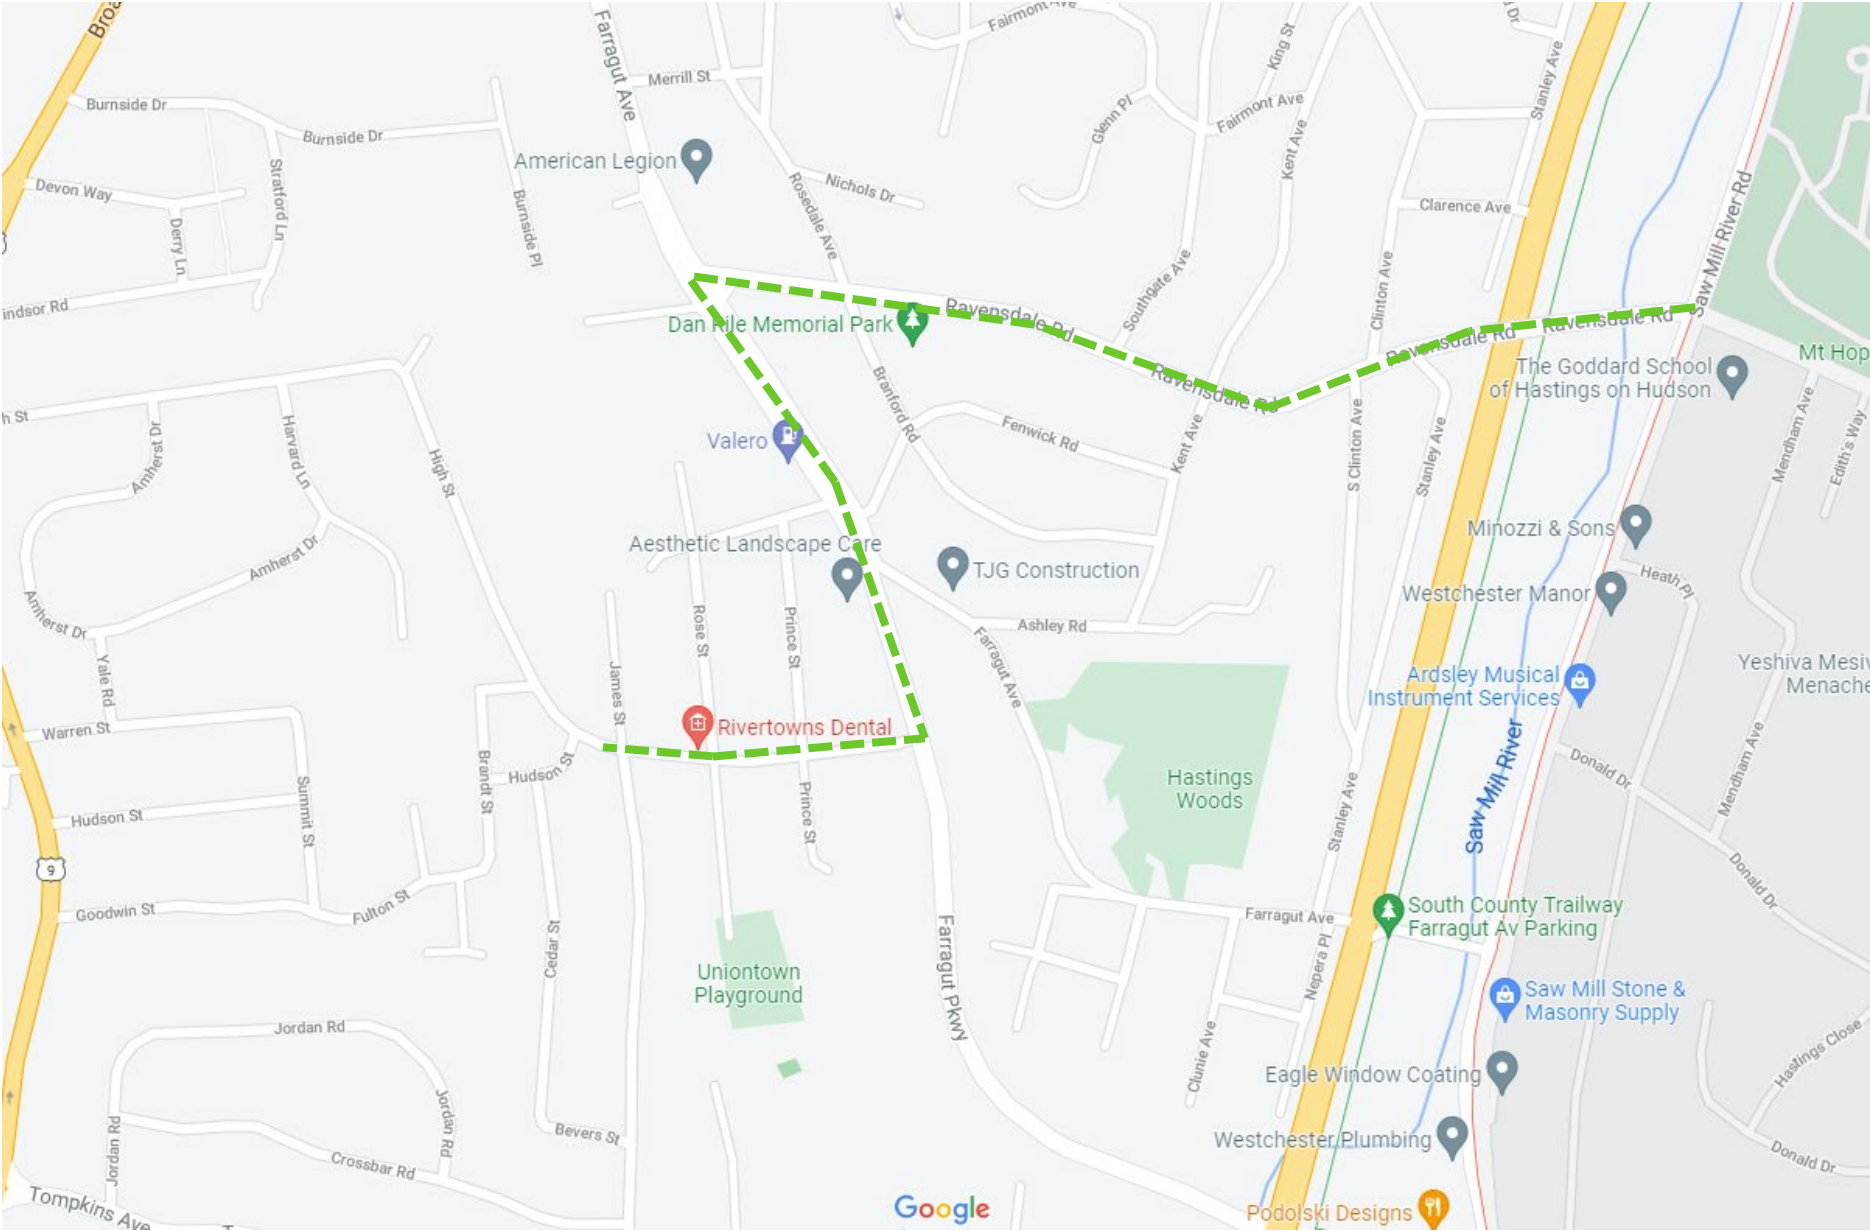 Broa
Farragut Ave
Fairmont Ave
Dr
Stanley Ave
King St
Merrill St
Burnside Dr
Burnside Dr
Glenn Pl
Fairmont Ave
Kent Ave
American Legion
Stratford Ln
Devon Way
Burnside Pl
Rosedale Ave
Nichols Dr
Clarence Ave
Saw Mill River Rd
Derry Ln
Southgate Ave
Clinton Ave
indsor Rd
Ravensdale Rd
Ravensdale Rd
Ravensdale Rd
Ravensdale Rd
Dan Rile Memorial Park
Mt Hop
The Goddard School
of Hastings on Hudson
h St
Amherst Dr
Harvard Ln
High St
Branford Rd
Valero
Fenwick Rd
Kent Ave
S Clinton Ave
Stanley Ave
Mendham Ave
Edith's Way
Minozzi & Sons
Aesthetic Landscape Care
TJG Construction
Amherst Dr
Heath Pl
Westchester Manor
Amherst Dr
Rose St
Prince St
Ashley Rd
Farragut Ave
Yale Rd
James St
Ardsley Musical
Instrument Services
Yeshiva Mesiv
Menache
Warren St
Rivertowns Dental
Saw Mill River
Hastings
Woods
Hudson St
Brandt St
Prince St
Stanley Ave
Donald Dr
Mendham Ave
Hudson St
Summit St
9
Donald Dr
Goodwin St
Fulton St
Farragut Ave
South County Trailway
Farragut Av Parking
Cedar St
Farragut Pkwy
Nepera Pl
Uniontown
Playground
Saw Mill Stone &
Masonry Supply
Jordan Rd
Clunie Ave
Hastings Close
Eagle Window Coating
Jordan Rd
Jordan Rd
Bevers St
Westchester Plumbing
Crossbar Rd
Donald Dr
Tompkins Ave
Google
Podolski Designs